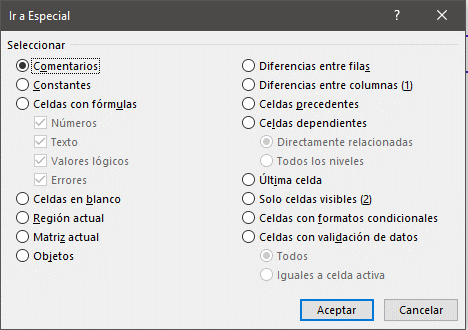 Ir a Especial
?
Seleccionar
Comentarios
Constantes
Celdas con fórmulas
Números
Texto
Valores lógicos
Errores
Celdas en blanco
Región actual
Matriz actual
Objetos
Diferencias entre filas
Diferencias entre columnas (1)
Celdas precedentes
Celdas dependientes
Directamente relacionadas
Todos los niveles
Última celda
Solo celdas visibles (2)
Celdas con formatos condicionales
Celdas con validación de datos
Todos
Iguales a celda activa
Aceptar
Cancelar